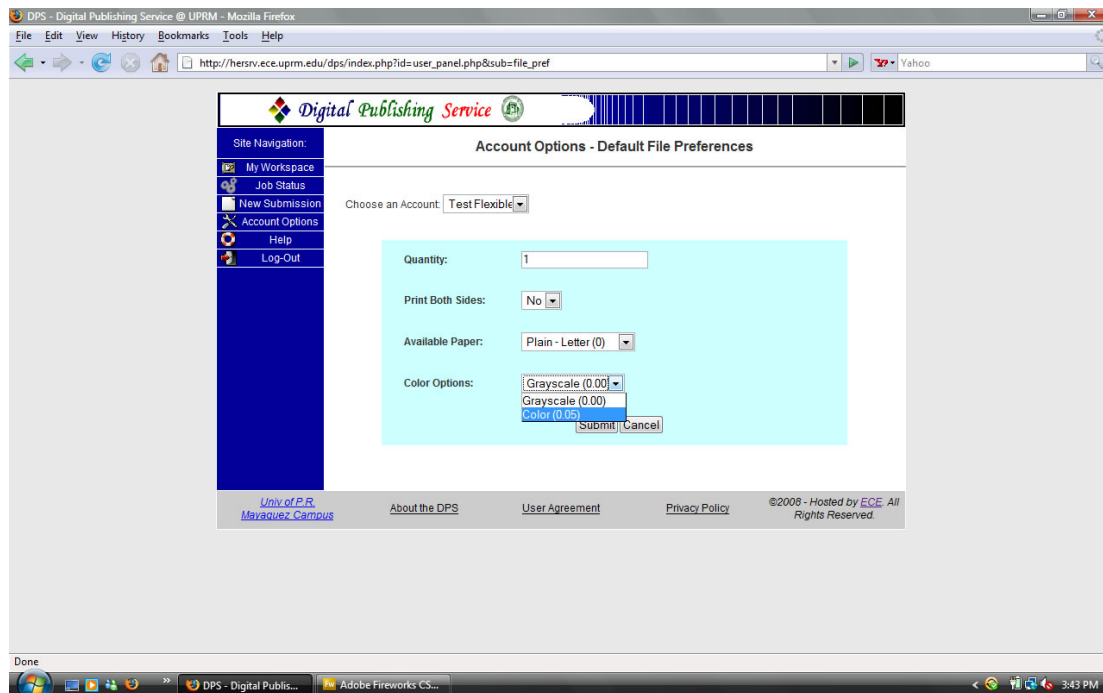 DPS - Digital Publishing Service @ UPRM - Mozilla Firefox
File Edit View History Bookmarks Tools Help
http://hersrv.ece.uprm.edu/dps/index.php?id=user_panel.php&sub=file_pref
Yahoo
Digital Publishing Service
Site Navigation:
My Workspace
Job Status
New Submission
Account Options
Help
Log-Out
Account Options - Default File Preferences
Choose an Account: Test Flexible
Quantity: 1
Print Both Sides: No
Available Paper: Plain - Letter (0)
Color Options: Grayscale (0.00)
Grayscale (0.00)
Color (0.05)
Submit Cancel
Univ of P.R.
Mayaguez Campus
About the DPS
User Agreement
Privacy Policy
©2008 - Hosted by ECE. All
Rights Reserved.
Done
DPS - Digital Publis...
Adobe Fireworks CS...
3:43 PM